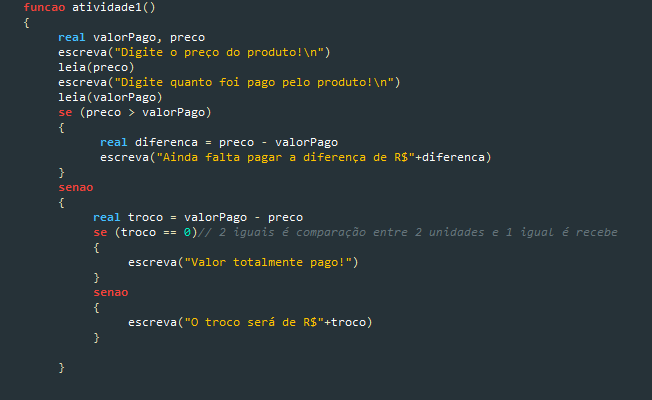 funcao atividade1()
{
real valorPago, preco
escreva("Digite o preço do produto!\n")
leia(preco)
escreva("Digite quanto foi pago pelo produto!\n")
leia(valorPago)
se (preco > valorPago)
{
real diferenca = preco - valorPago
escreva("Ainda falta pagar a diferença de R$"+diferenca)
}
senao
{
real troco = valorPago - preco
se (troco == 0)// 2 iguais é comparação entre 2 unidades e 1 igual é recebe
{
escreva("Valor totalmente pago!")
}
senao
{
escreva("O troco será de R$"+troco)
}
}